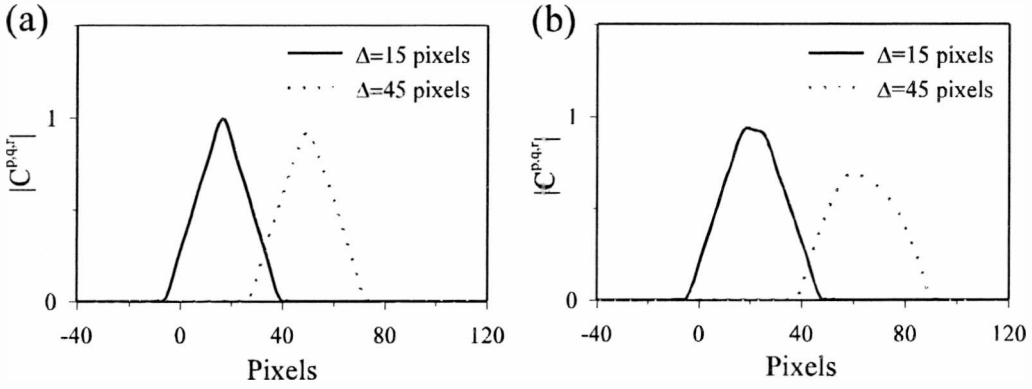 (a)
Δ=15 pixels
Δ=45 pixels
1
0
|C^p,q,r|
-40 0 40 80 120
Pixels
(b)
Δ=15 pixels
Δ=45 pixels
1
0
|C^p,q,r|
-40 0 40 80 120
Pixels